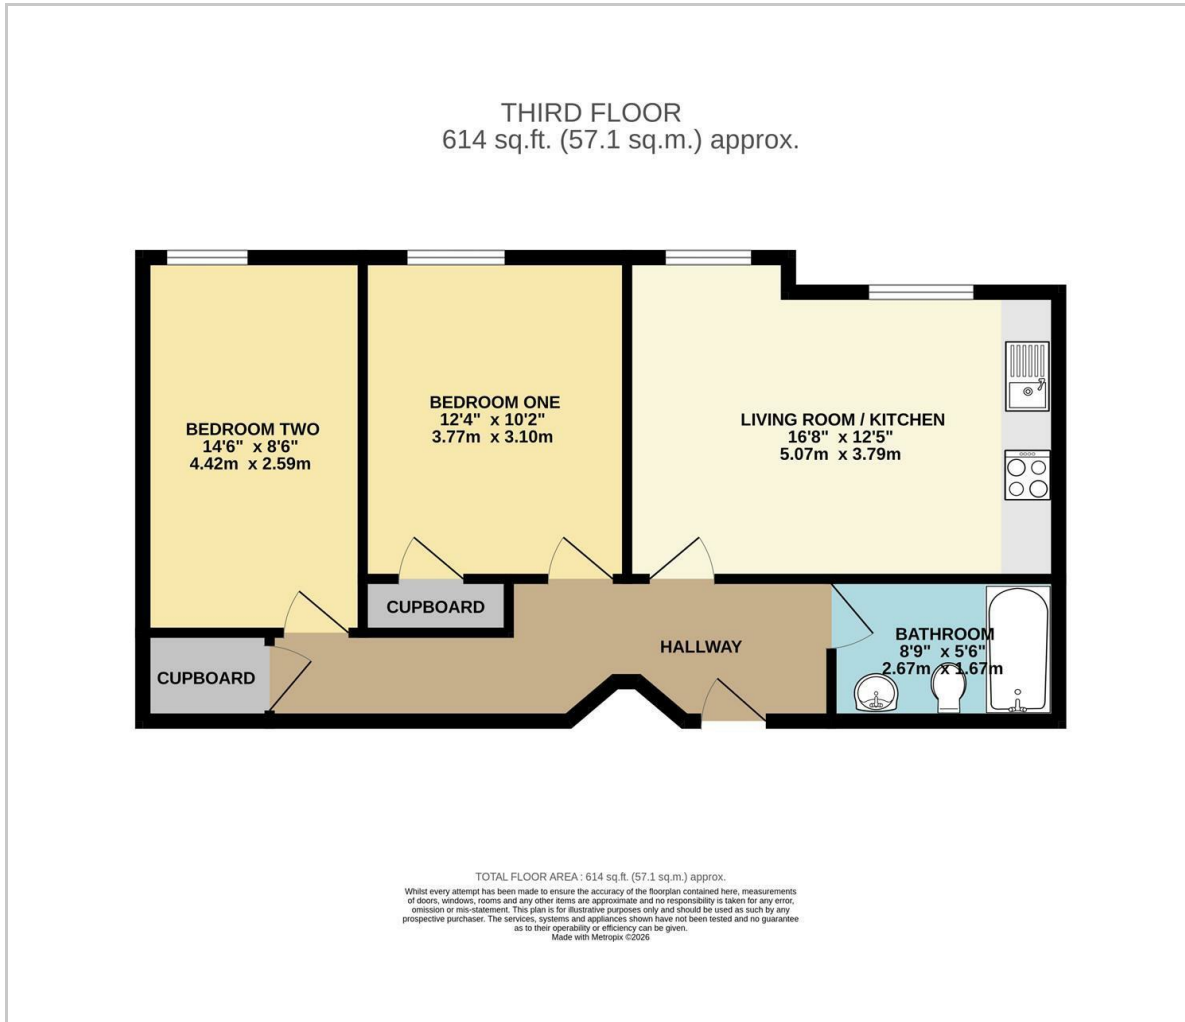 THIRD FLOOR
614 sq.ft. (57.1 sq.m.) approx.
BEDROOM TWO
14'6" x 8'6"
4.42m x 2.59m
BEDROOM ONE
12'4" x 10'2"
3.77m x 3.10m
LIVING ROOM / KITCHEN
16'8" x 12'5"
5.07m x 3.79m
CUPBOARD
CUPBOARD
HALLWAY
BATHROOM
8'9" x 5'6"
2.67m x 1.67m
TOTAL FLOOR AREA : 614 sq.ft. (57.1 sq.m.) approx.
Whilst every attempt has been made to ensure the accuracy of the floorplan contained here, measurements
of doors, windows, rooms and any other items are approximate and no responsibility is taken for any error,
omission or mis-statement. This plan is for illustrative purposes only and should be used as such by any
prospective purchaser. The services, systems and appliances shown have not been tested and no guarantee
as to their operability or efficiency can be given.
Made with Metropix ©2026